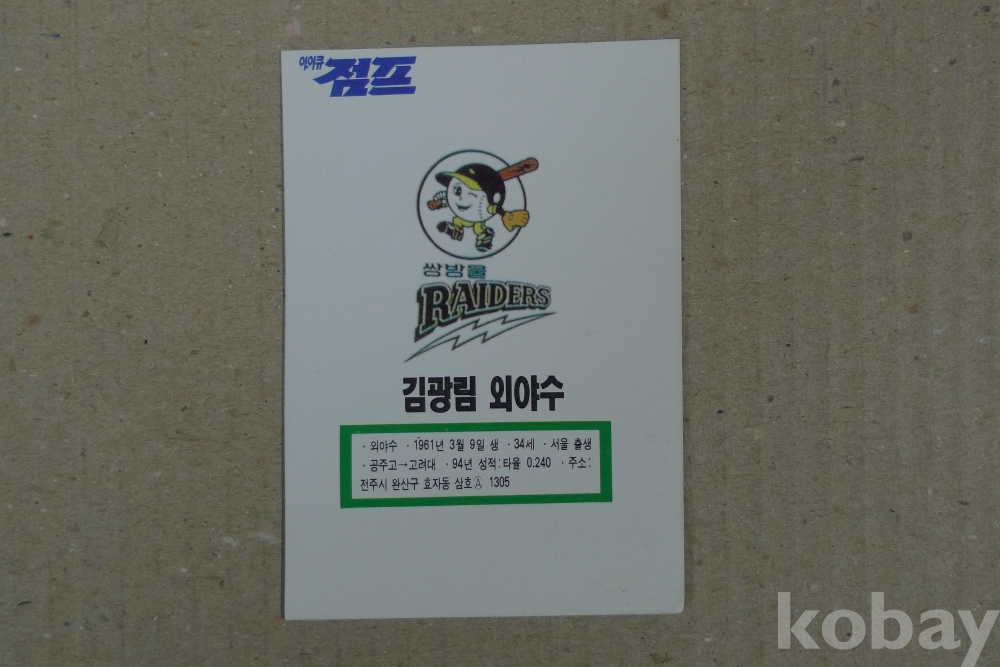 아이큐 점프
쌍방울
RAIDERS
김광림 외야수
· 외야수 · 1961년 3월 9일 생 · 34세 · 서울 출생
· 공주고→고려대 · 94년 성적:타율 0.240 · 주소:
전주시 완산구 효자동 삼호Ⓐ 1305
kobay